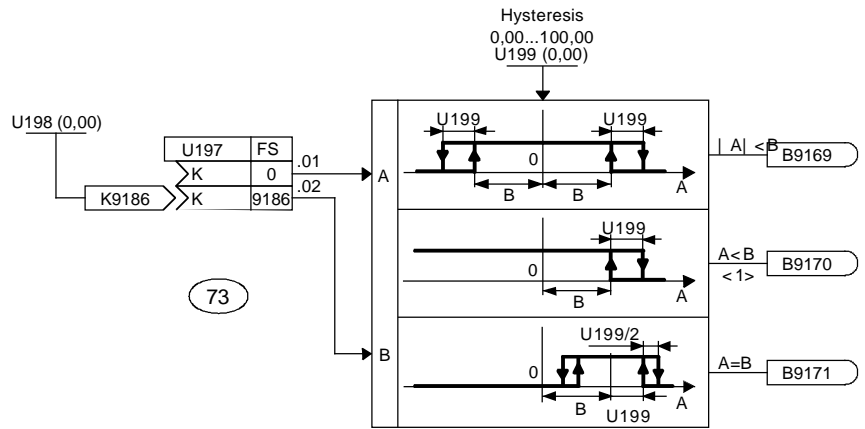 Hysteresis
0,00...100,00
U199 (0,00)
U198 (0,00)
U197 FS
K 0 .01
K9186 K 9186 .02
73
A
B
U199 U199
0
B B A
| A| <B
B9169
U199
0
B A
A<B
<1>
B9170
U199/2
0
B A
U199
A=B
B9171